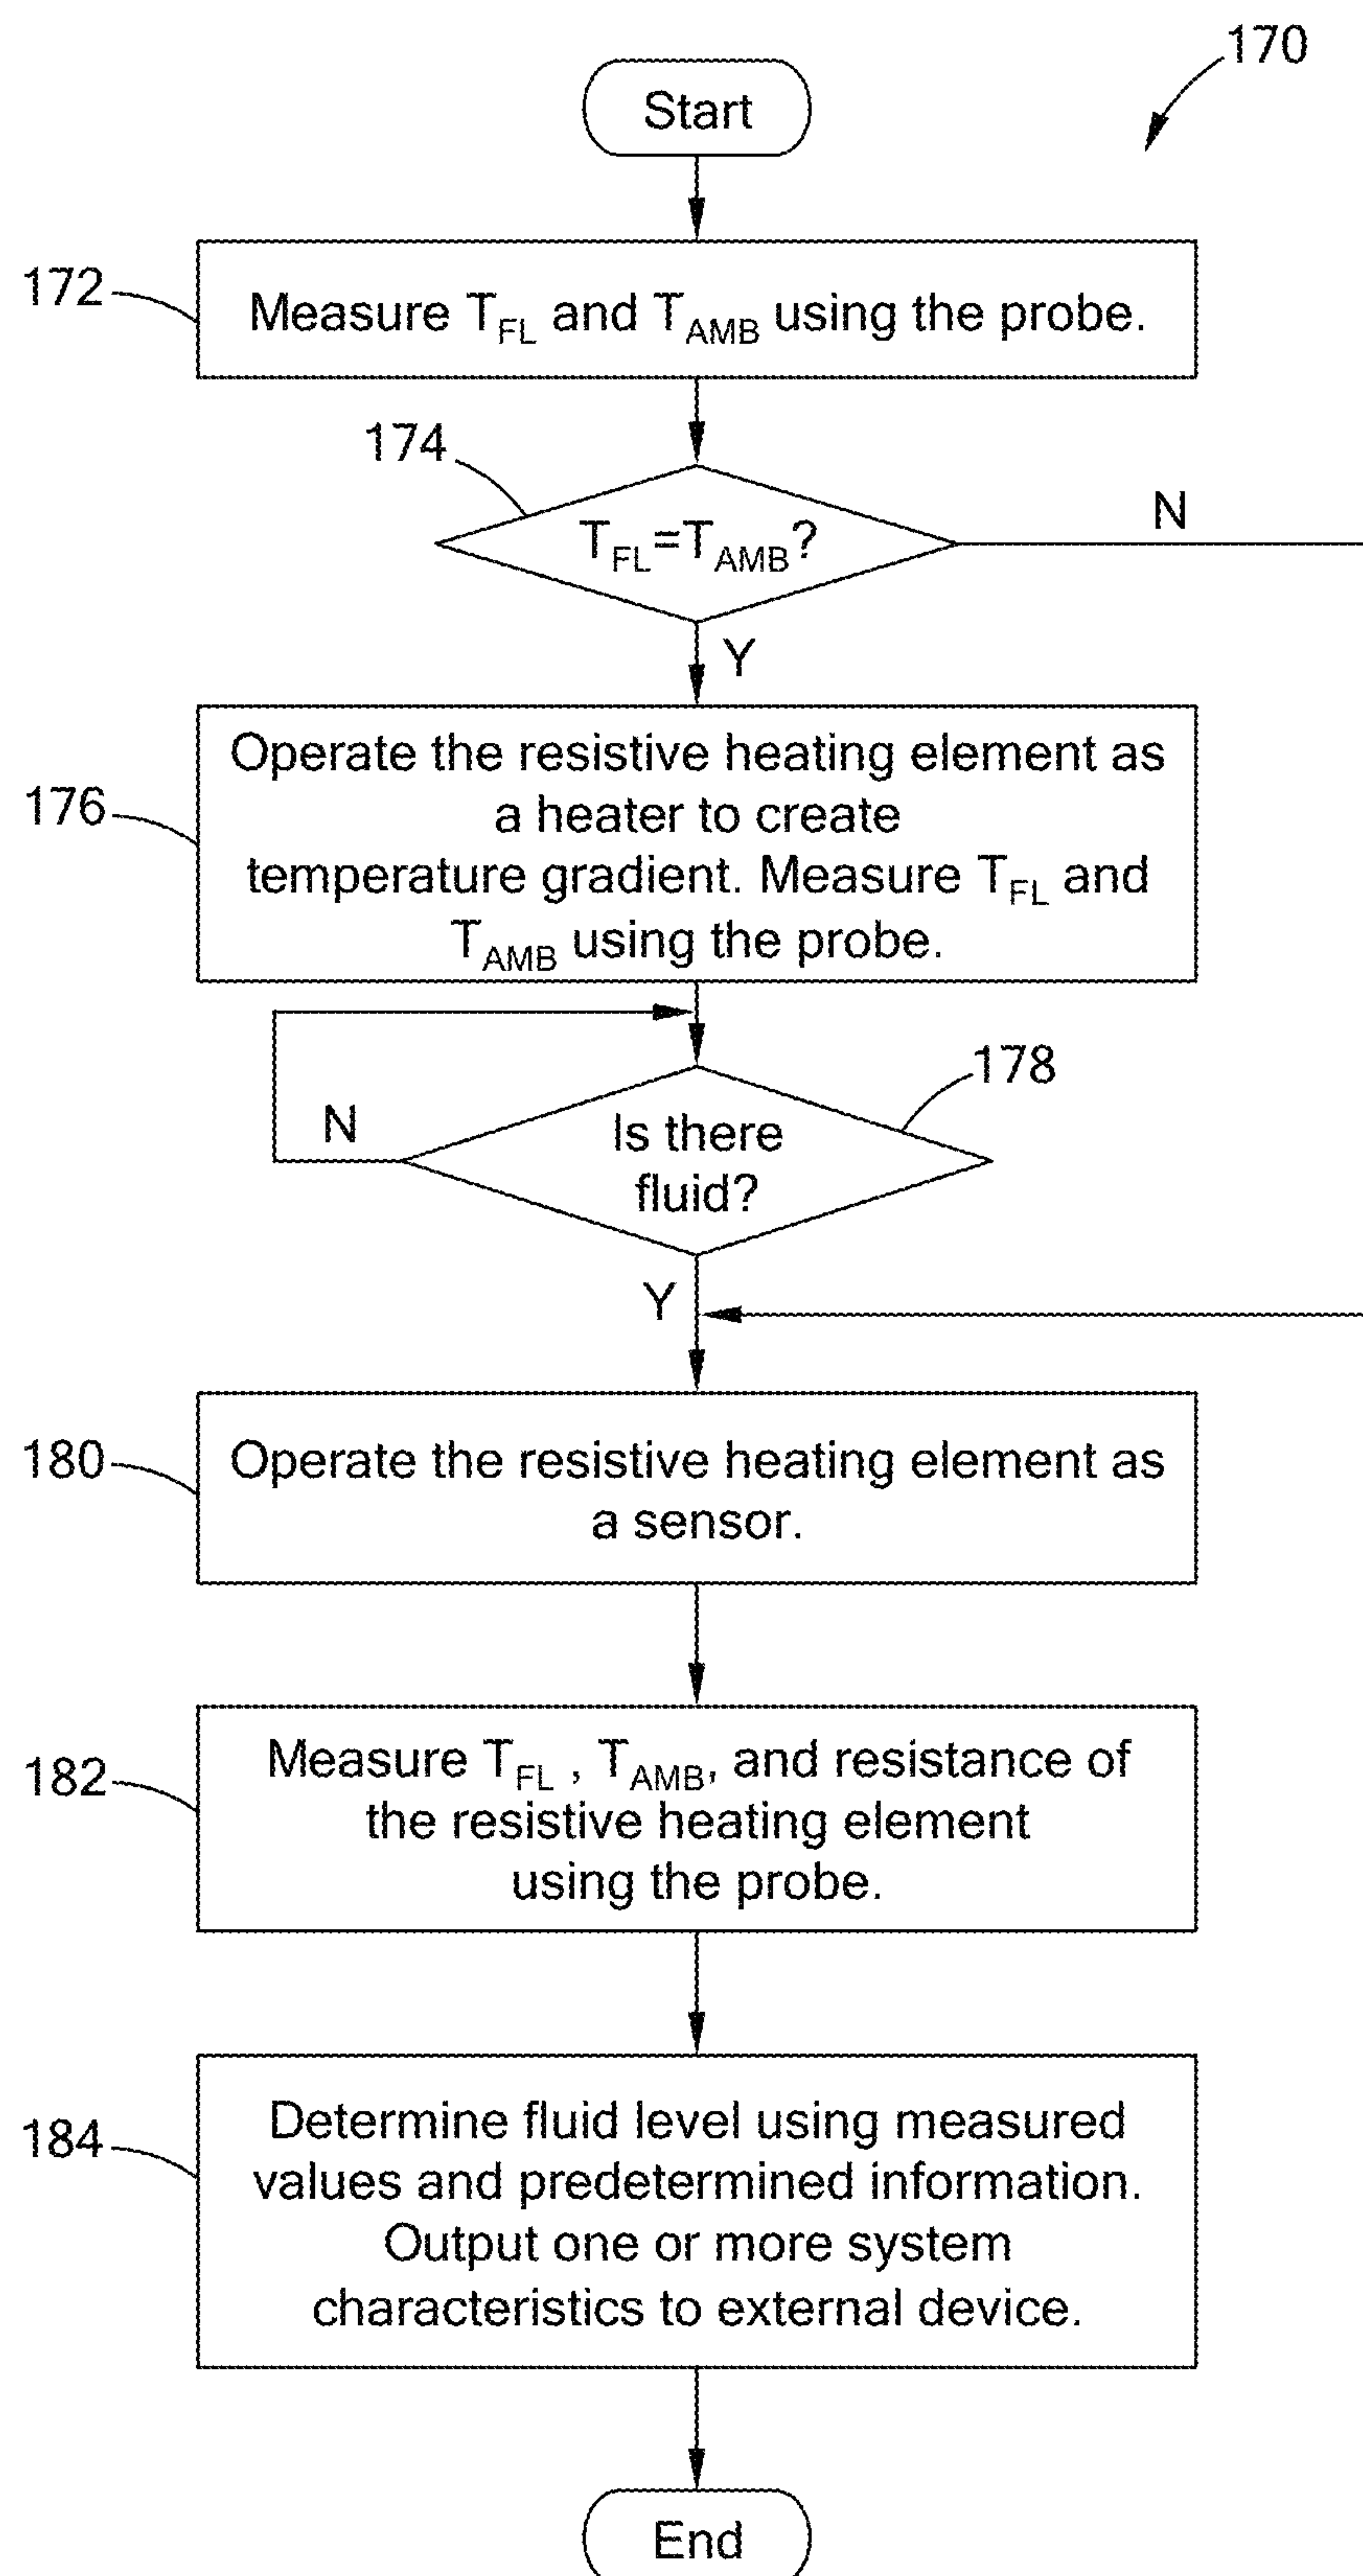 170
Start
172
Measure T_FL and T_AMB using the probe.
174
T_FL=T_AMB?
N
Y
176
Operate the resistive heating element as
a heater to create
temperature gradient. Measure T_FL and
T_AMB using the probe.
178
N
Is there
fluid?
Y
180
Operate the resistive heating element as
a sensor.
182
Measure T_FL , T_AMB, and resistance of
the resistive heating element
using the probe.
184
Determine fluid level using measured
values and predetermined information.
Output one or more system
characteristics to external device.
End